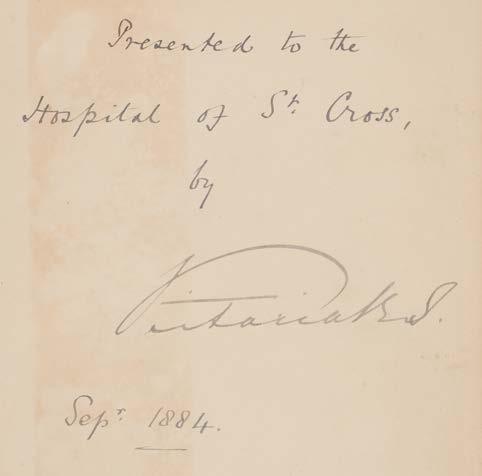 Presented to the
Hospital of St. Cross,
by
Victoria R I.
Sepr. 1884.